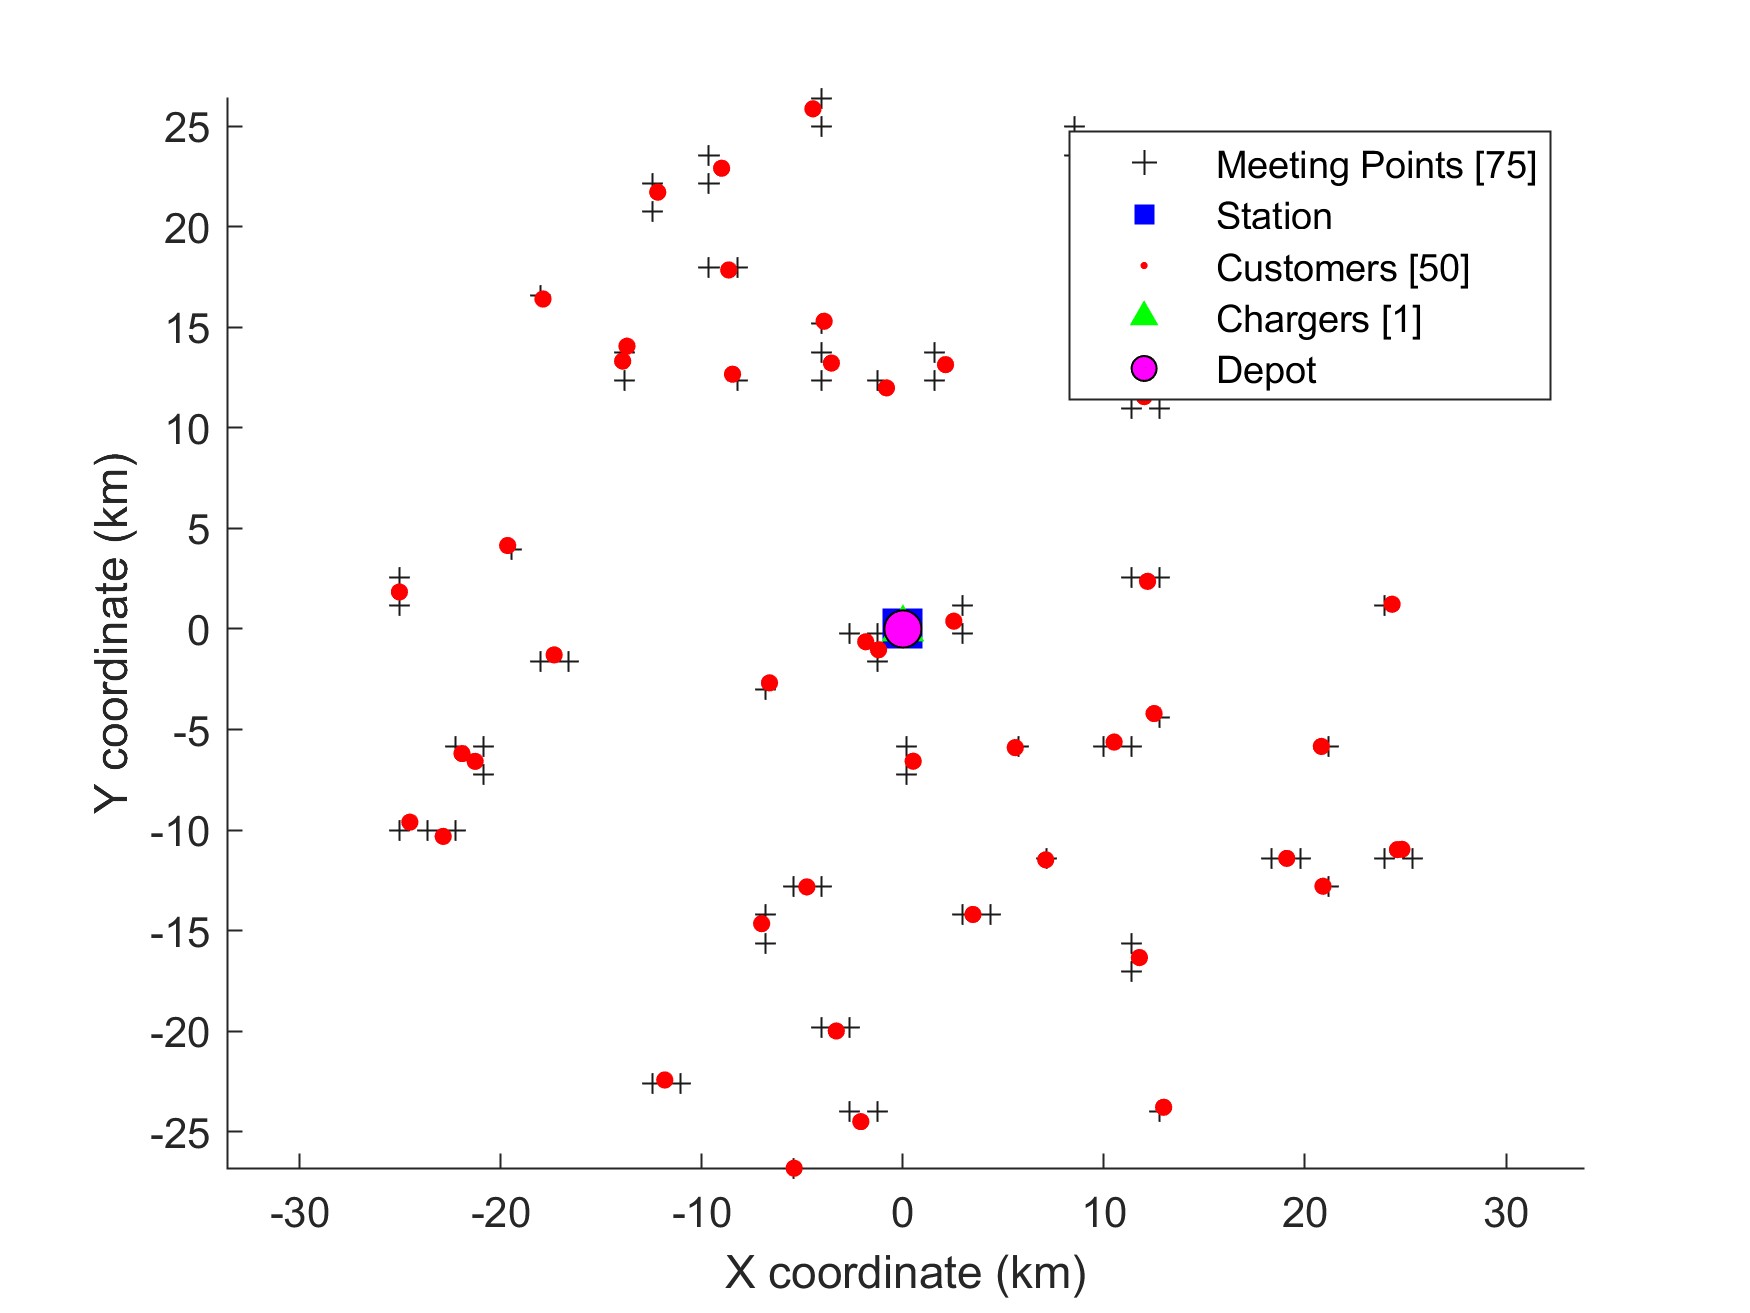 25
20
15
10
5
0
-5
-10
-15
-20
-25
Y coordinate (km)
Meeting Points [75]
Station
Customers [50]
Chargers [1]
Depot
-30 -20 -10 0 10 20 30
X coordinate (km)